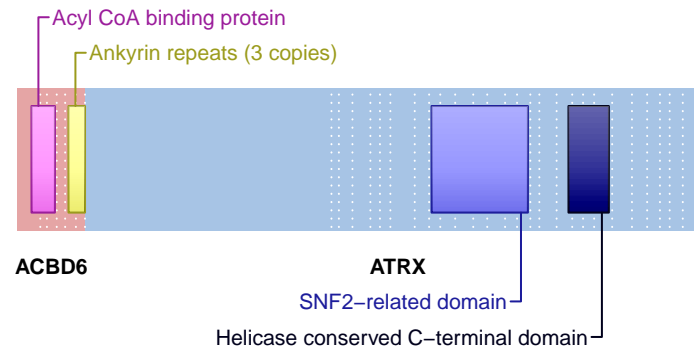 Acyl CoA binding protein
Ankyrin repeats (3 copies)
ACBD6
ATRX
SNF2−related domain
Helicase conserved C−terminal domain